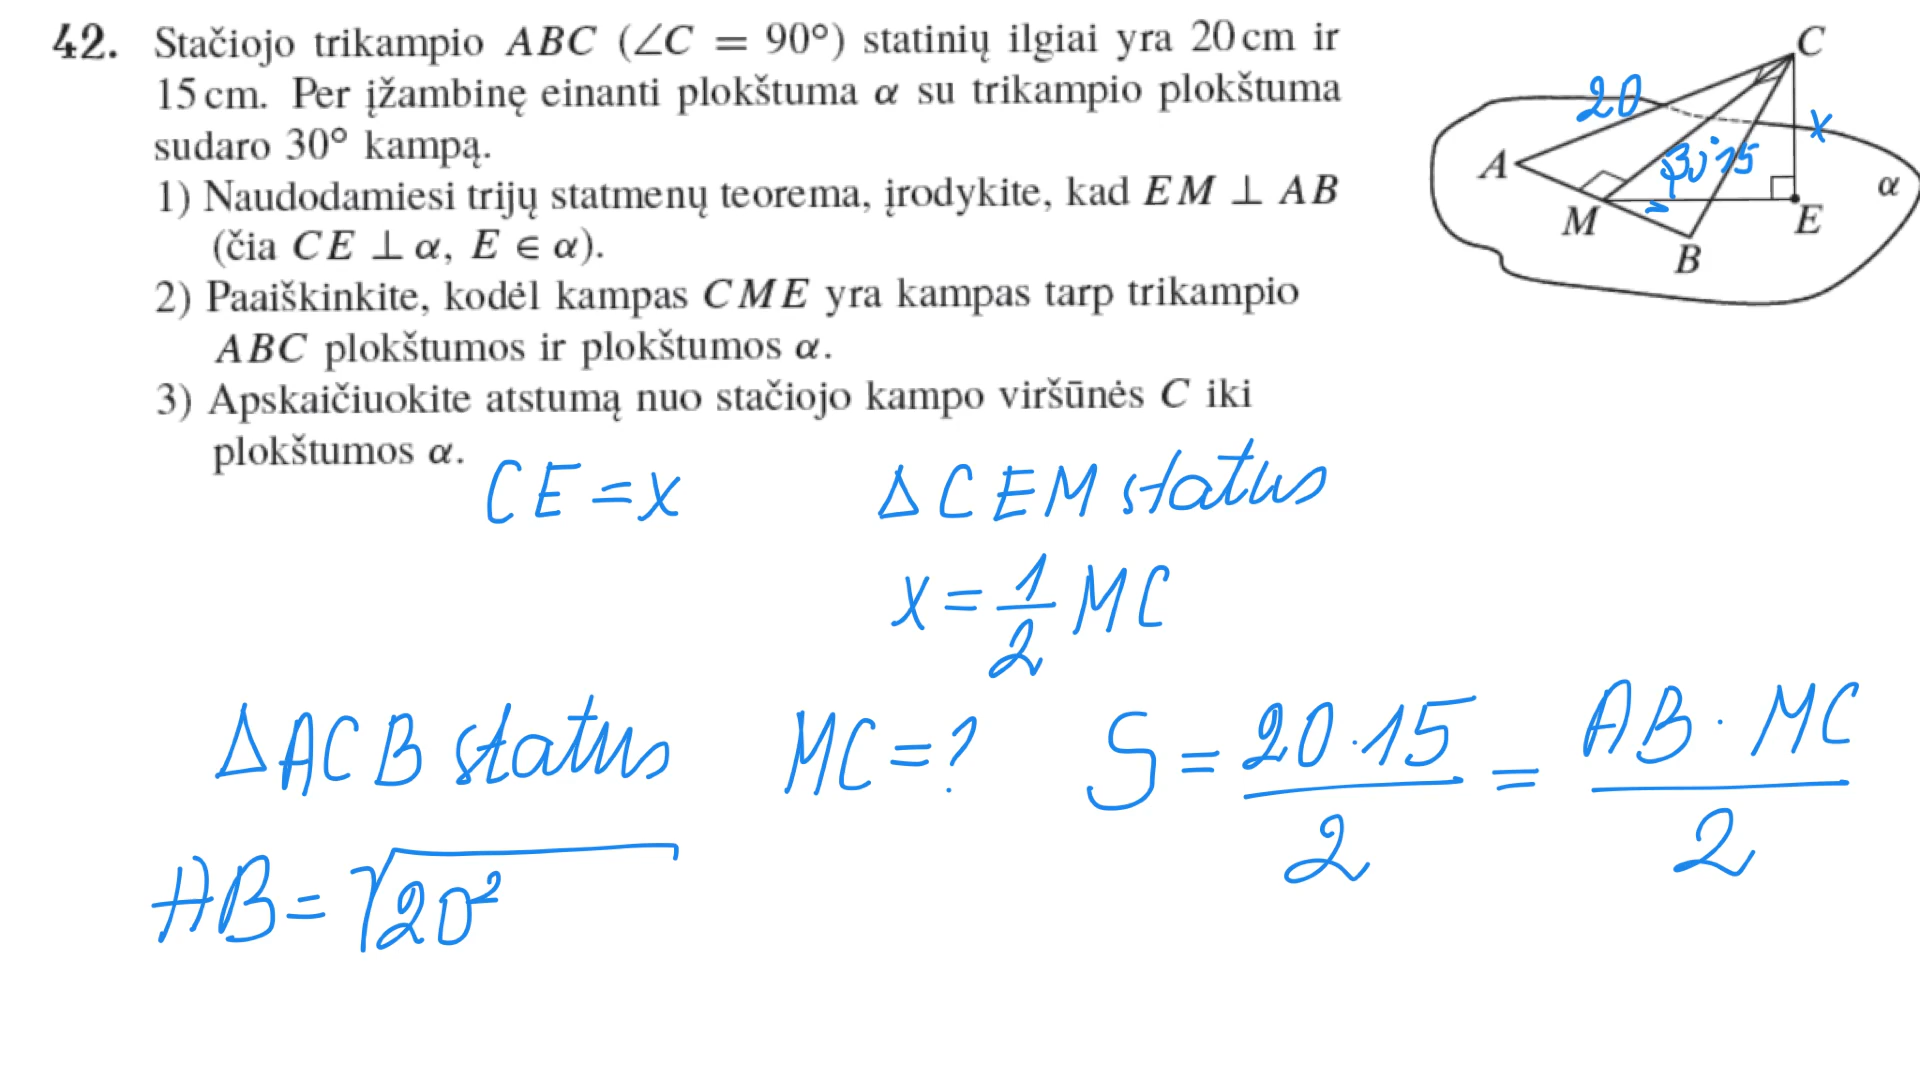 42. Stačiojo trikampio ABC (∠C = 90°) statinių ilgiai yra 20 cm ir
15 cm. Per įžambinę einanti plokštuma α su trikampio plokštuma
sudaro 30° kampą.
1) Naudodamiesi trijų statmenų teorema, įrodykite, kad EM ⊥ AB
(čia CE ⊥ α, E ∈ α).
2) Paaiškinkite, kodėl kampas CME yra kampas tarp trikampio
ABC plokštumos ir plokštumos α.
3) Apskaičiuokite atstumą nuo stačiojo kampo viršūnės C iki
plokštumos α.
C
20
x
A
30°
15
α
M
E
B
CE = x
Δ CEM status
x = 1/2 MC
Δ ACB status MC = ? S = 20·15/2 = AB · MC/2
AB = √20²